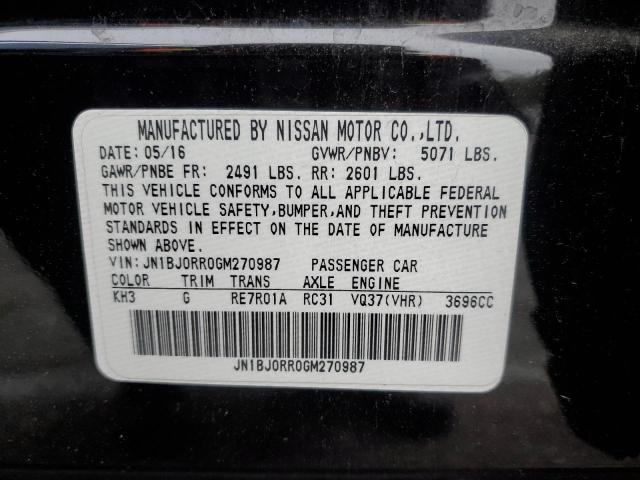 MANUFACTURED BY NISSAN MOTOR CO.,LTD.
DATE: 05/16 GVWR/PNBV: 5071 LBS.
GAWR/PNBE FR: 2491 LBS. RR: 2601 LBS.
THIS VEHICLE CONFORMS TO ALL APPLICABLE FEDERAL
MOTOR VEHICLE SAFETY,BUMPER,AND THEFT PREVENTION
STANDARDS IN EFFECT ON THE DATE OF MANUFACTURE
SHOWN ABOVE.
VIN: JN1BJ0RR0GM270987 PASSENGER CAR
COLOR TRIM TRANS AXLE ENGINE
KH3 G RE7R01A RC31 VQ37(VHR) 3696CC
JN1BJ0RR0GM270987